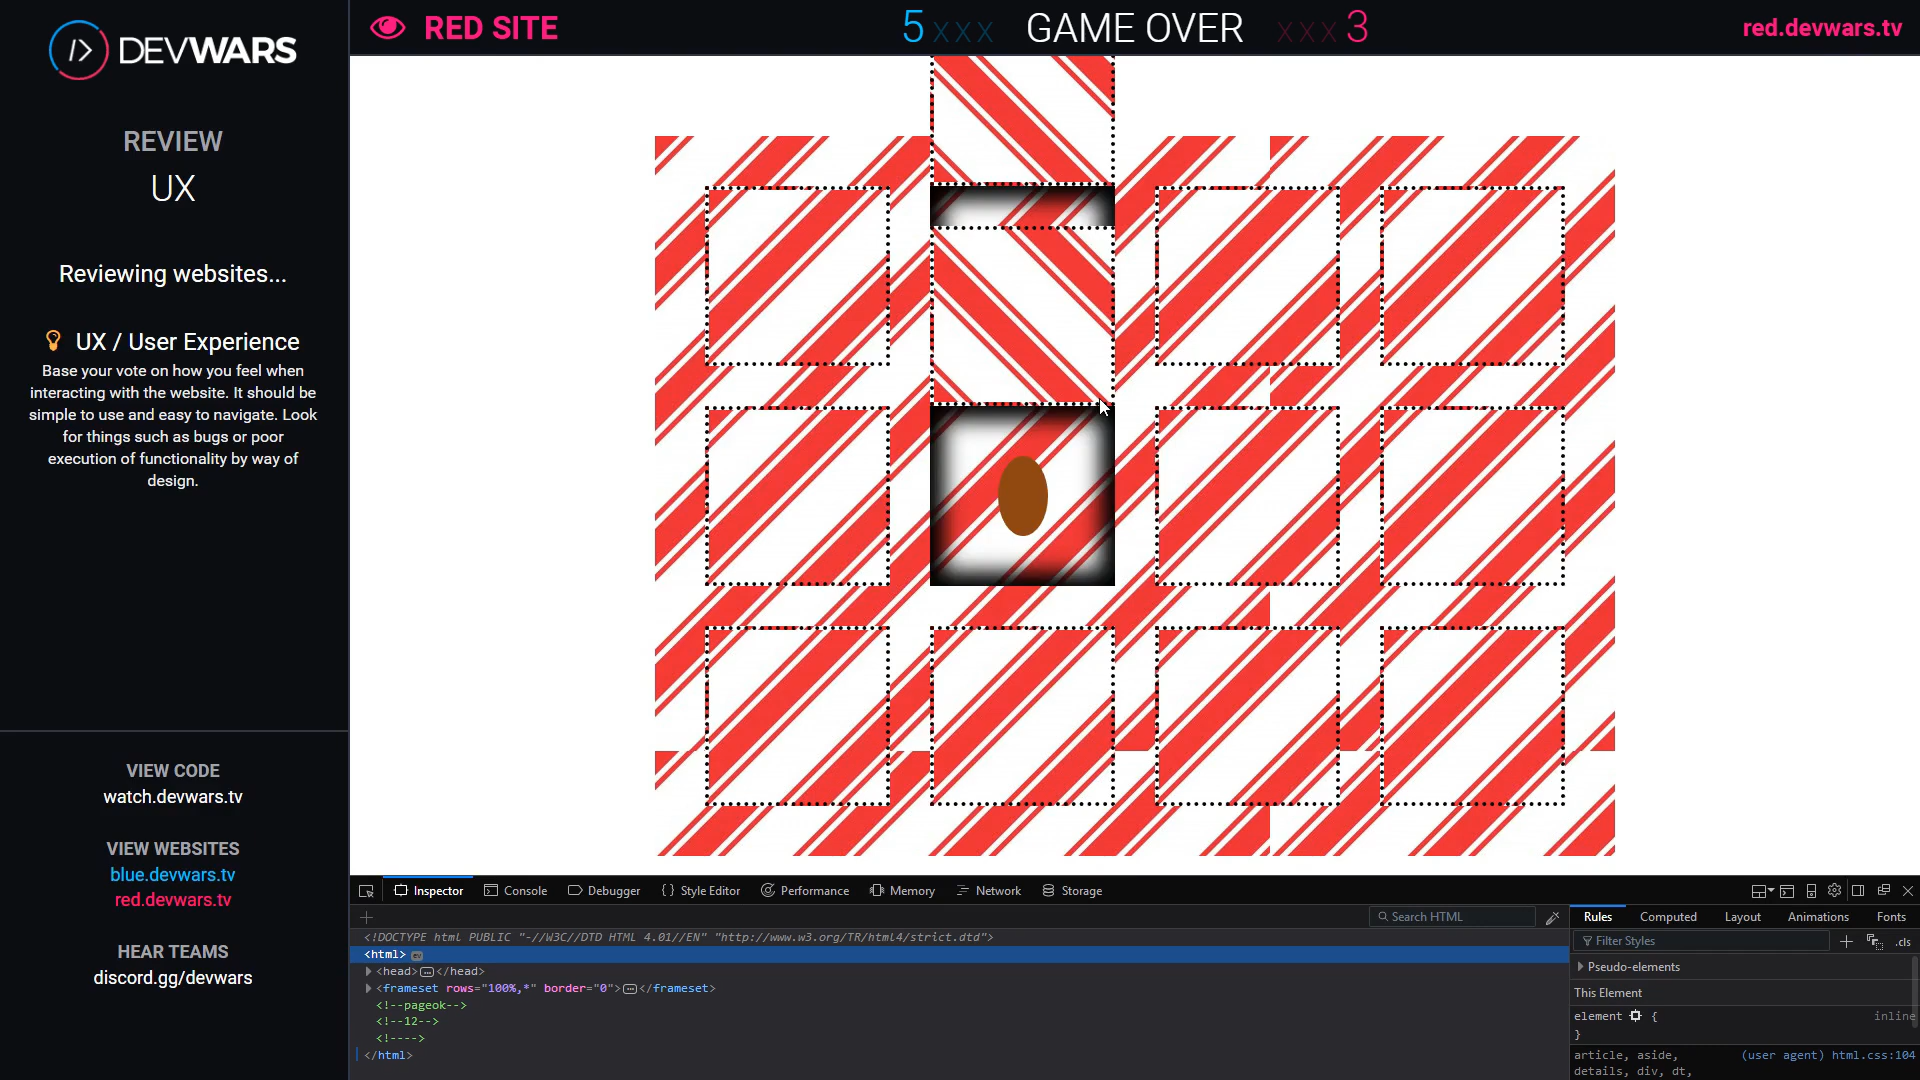 DEVWARS
REVIEW
UX
Reviewing websites...
UX / User Experience
Base your vote on how you feel when
interacting with the website. It should be
simple to use and easy to navigate. Look
for things such as bugs or poor
execution of functionality by way of
design.
VIEW CODE
watch.devwars.tv
VIEW WEBSITES
blue.devwars.tv
red.devwars.tv
HEAR TEAMS
discord.gg/devwars
RED SITE
5 xxx GAME OVER xxx 3
red.devwars.tv
Inspector Console Debugger {} Style Editor Performance Memory Network Storage
Search HTML
<!DOCTYPE html PUBLIC "-//W3C//DTD HTML 4.01//EN" "http://www.w3.org/TR/html4/strict.dtd">
<html> ev
<head>…</head>
<frameset rows="100%,*" border="0">…</frameset>
<!--pageok-->
<!--12-->
<!---->
</html>
Rules Computed Layout Animations Fonts
Filter Styles + .cls
Pseudo-elements
This Element
element { inline
}
article, aside, (user agent) html.css:104
details, div, dt,